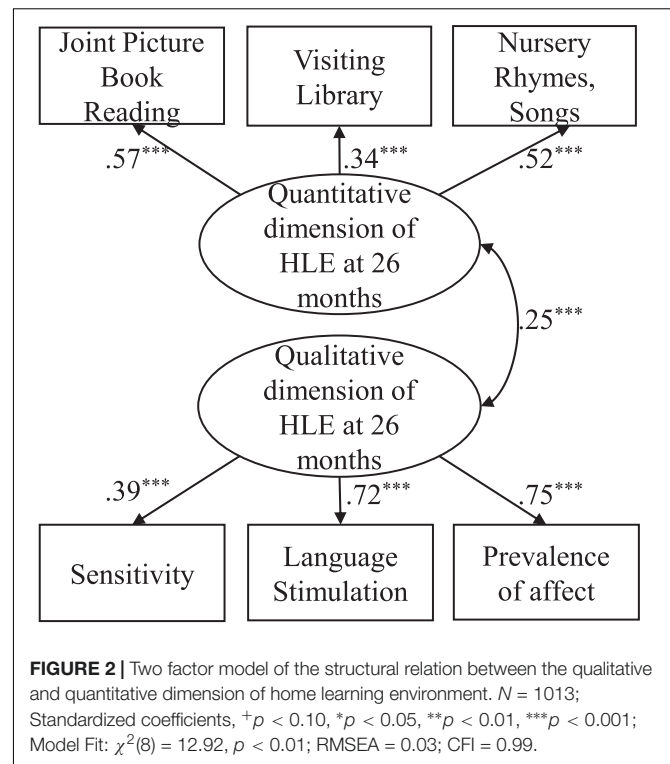 Joint Picture
Book
Reading
Visiting
Library
Nursery
Rhymes,
Songs
.57***
.34***
.52***
Quantitative
dimension of
HLE at 26
months
.25***
Qualitative
dimension of
HLE at 26
months
.39***
.72***
.75***
Sensitivity
Language
Stimulation
Prevalence
of affect
FIGURE 2 | Two factor model of the structural relation between the qualitative
and quantitative dimension of home learning environment. N = 1013;
Standardized coefficients, ⁺p < 0.10, *p < 0.05, **p < 0.01, ***p < 0.001;
Model Fit: χ²(8) = 12.92, p < 0.01; RMSEA = 0.03; CFI = 0.99.